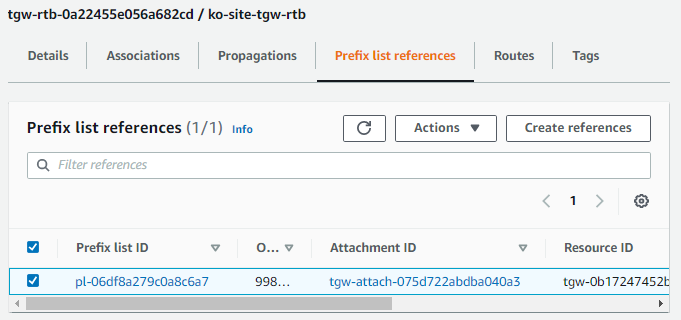 tgw-rtb-0a22455e056a682cd / ko-site-tgw-rtb
Details Associations Propagations Prefix list references Routes Tags
Prefix list references (1/1) Info Actions Create references
Filter references
1
Prefix list ID O... Attachment ID Resource ID
pl-06df8a279c0a8c6a7 998... tgw-attach-075d722abdba040a3 tgw-0b17247452b